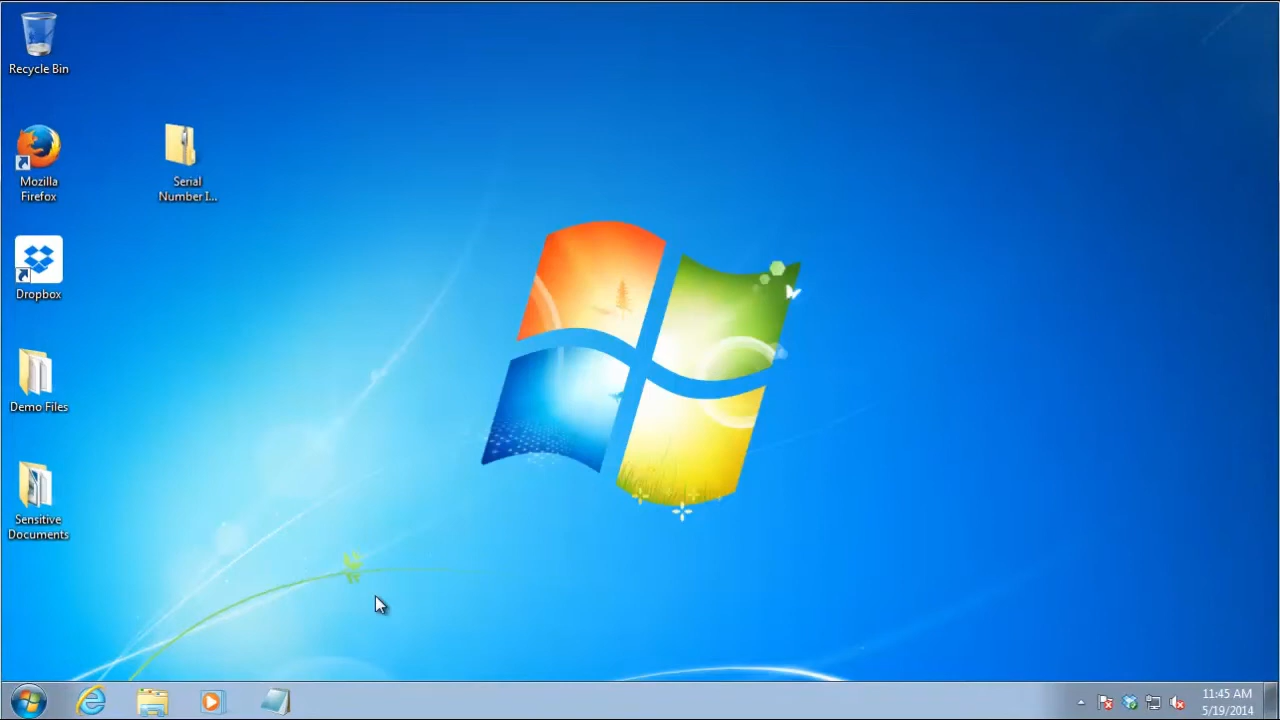 Recycle Bin
Mozilla
Firefox
Serial
Number I...
Dropbox
Demo Files
Sensitive
Documents
11:45 AM
5/19/2014